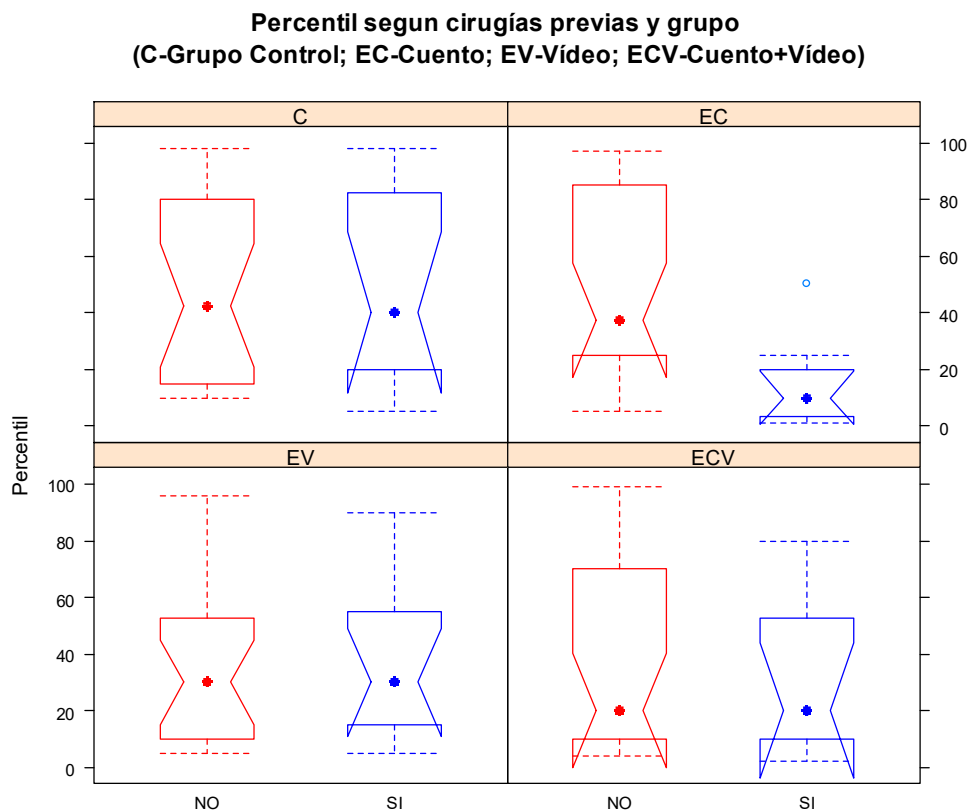 Percentil segun cirugías previas y grupo
(C-Grupo Control; EC-Cuento; EV-Vídeo; ECV-Cuento+Vídeo)
C
EC
100
80
60
40
20
0
Percentil
EV
ECV
100
80
60
40
20
0
NO
SI
NO
SI